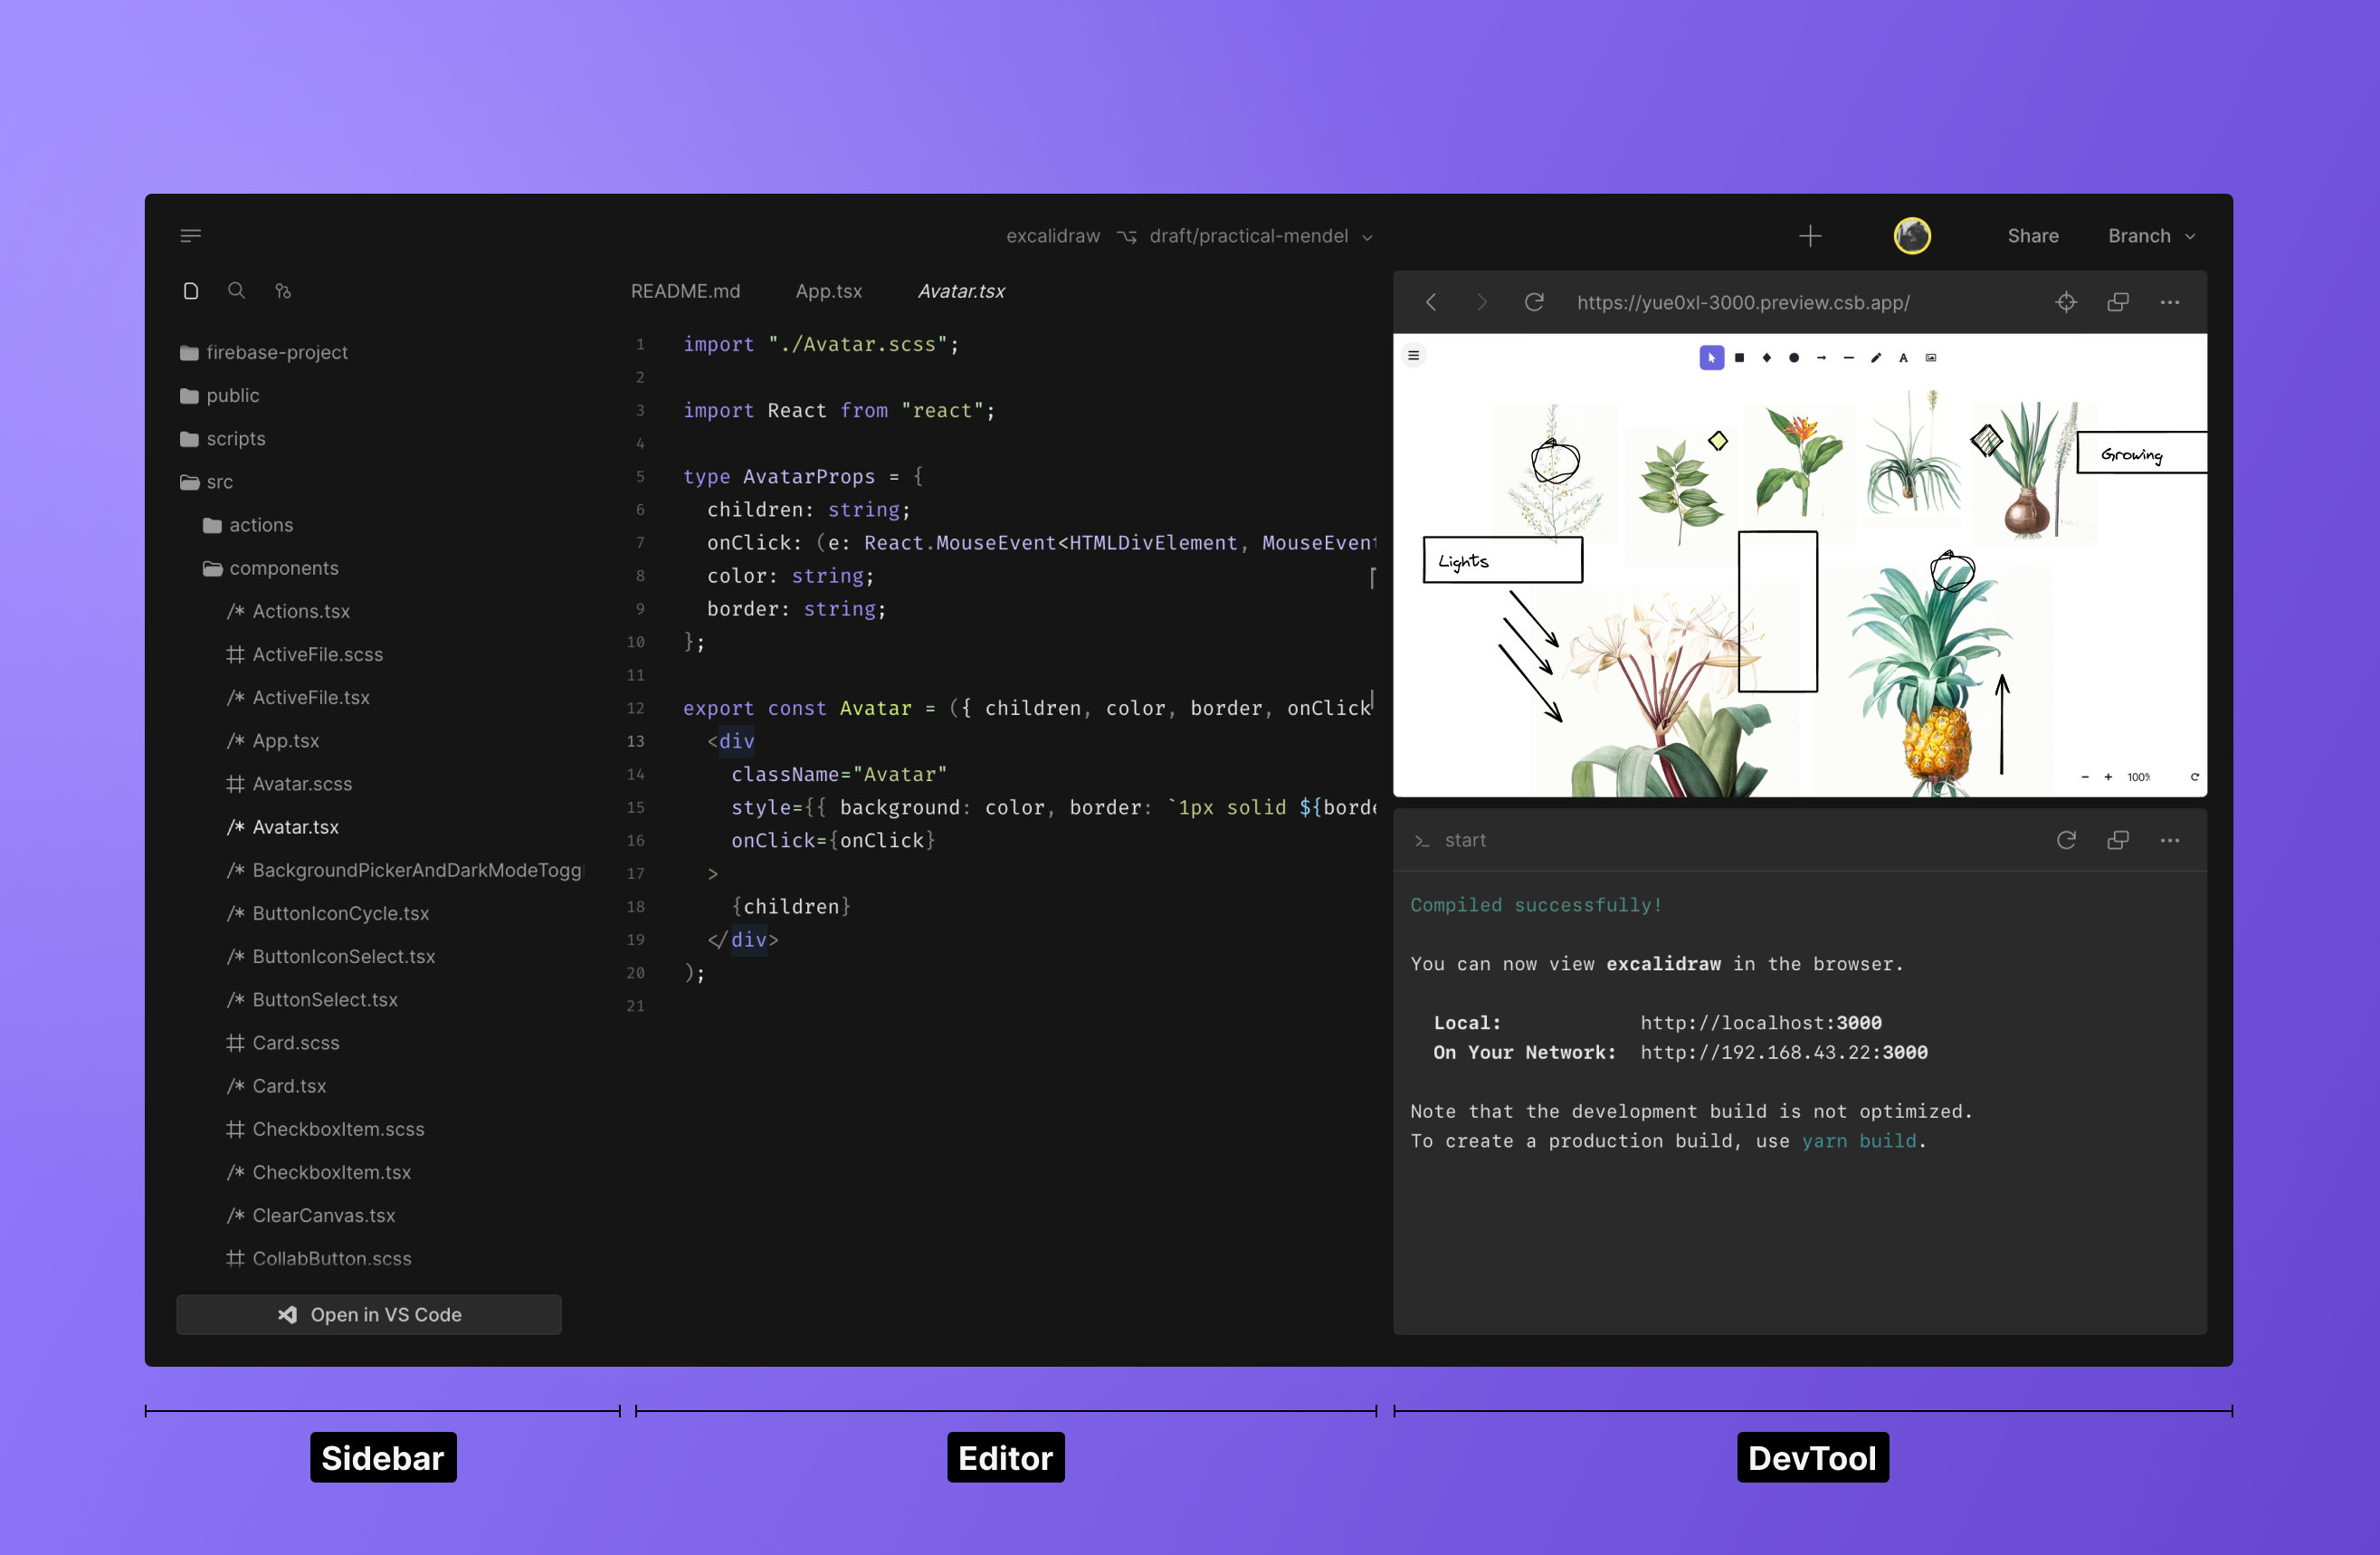 excalidraw draft/practical-mendel
Share Branch
README.md App.tsx Avatar.tsx
firebase-project
public
scripts
src
actions
components
/* Actions.tsx
ActiveFile.scss
/* ActiveFile.tsx
/* App.tsx
Avatar.scss
/* Avatar.tsx
/* BackgroundPickerAndDarkModeTogg
/* ButtonIconCycle.tsx
/* ButtonIconSelect.tsx
/* ButtonSelect.tsx
Card.scss
/* Card.tsx
CheckboxItem.scss
/* CheckboxItem.tsx
/* ClearCanvas.tsx
CollabButton.scss
Open in VS Code
1 import "./Avatar.scss";
2
3 import React from "react";
4
5 type AvatarProps = {
6 children: string;
7 onClick: (e: React.MouseEvent<HTMLDivElement, MouseEvent
8 color: string;
9 border: string;
10 };
11
12 export const Avatar = ({ children, color, border, onClick
13 <div
14 className="Avatar"
15 style={{ background: color, border: `1px solid ${borde
16 onClick={onClick}
17 >
18 {children}
19 </div>
20 );
21
https://yue0xl-3000.preview.csb.app/
A
Growing
Lights
100%
start
Compiled successfully!
You can now view excalidraw in the browser.
Local: http://localhost:3000
On Your Network: http://192.168.43.22:3000
Note that the development build is not optimized.
To create a production build, use yarn build.
Sidebar
Editor
DevTool